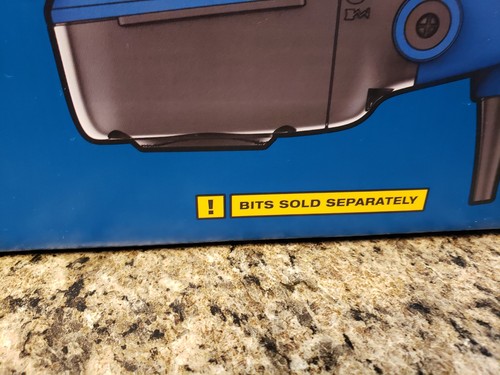 ! BITS SOLD SEPARATELY